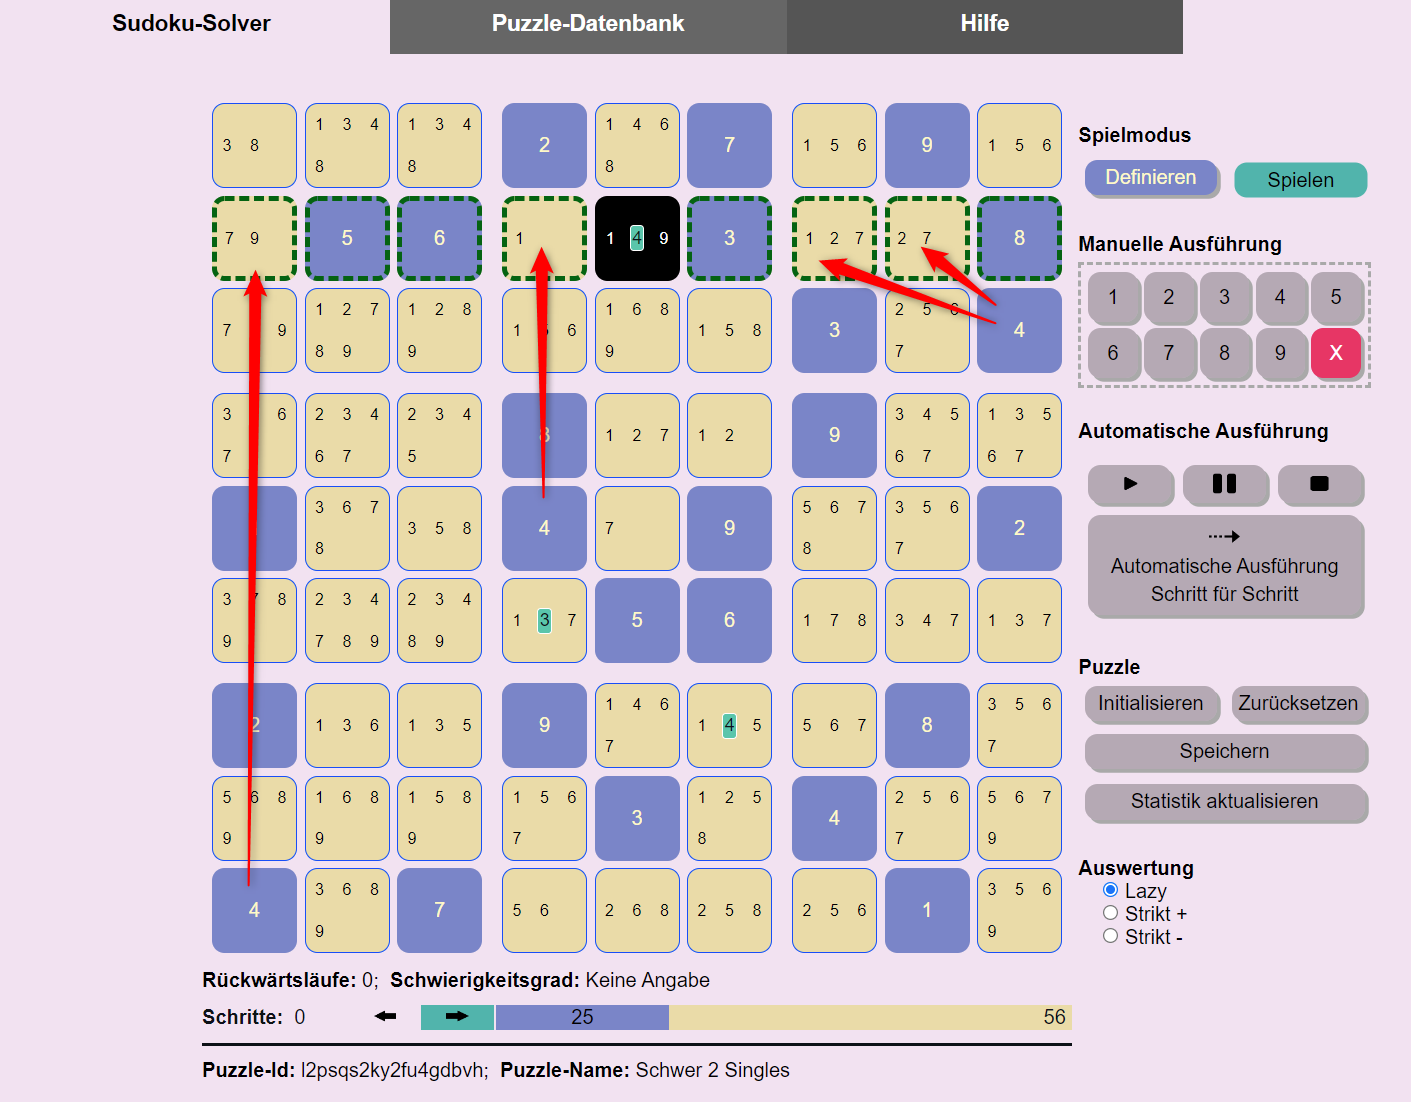 Sudoku-Solver Puzzle-Datenbank Hilfe
3 8 1 3 4 1 3 4 2 1 4 6 7 1 5 6 9 1 5 6
8 8 8
7 9 5 6 1 1 4 9 3 1 2 7 2 7 8
7 9 1 2 7 1 2 8 1 6 1 6 8 1 5 8 3 2 5 6 4
8 9 9 9 7
3 6 2 3 4 2 3 4 8 1 2 7 1 2 9 3 4 5 1 3 5
7 6 7 5 6 7 6 7
3 6 7 3 5 8 4 7 9 5 6 7 3 5 6 2
8 8 7
3 7 8 2 3 4 2 3 4 1 3 7 5 6 1 7 8 3 4 7 1 3 7
9 7 8 9 8 9
2 1 3 6 1 3 5 9 1 4 6 1 4 5 5 6 7 8 3 5 6
7 7
5 6 8 1 6 8 1 5 8 1 5 6 3 1 2 5 4 2 5 6 5 6 7
9 9 9 7 8 7 9
4 3 6 8 7 5 6 2 6 8 2 5 8 2 5 6 1 3 5 6
9 9
Spielmodus
Definieren Spielen
Manuelle Ausführung
1 2 3 4 5
6 7 8 9 X
Automatische Ausführung
Automatische Ausführung
Schritt für Schritt
Puzzle
Initialisieren Zurücksetzen
Speichern
Statistik aktualisieren
Auswertung
Lazy
Strikt +
Strikt -
Rückwärtsläufe: 0; Schwierigkeitsgrad: Keine Angabe
Schritte: 0 25 56
Puzzle-Id: l2psqs2ky2fu4gdbvh; Puzzle-Name: Schwer 2 Singles